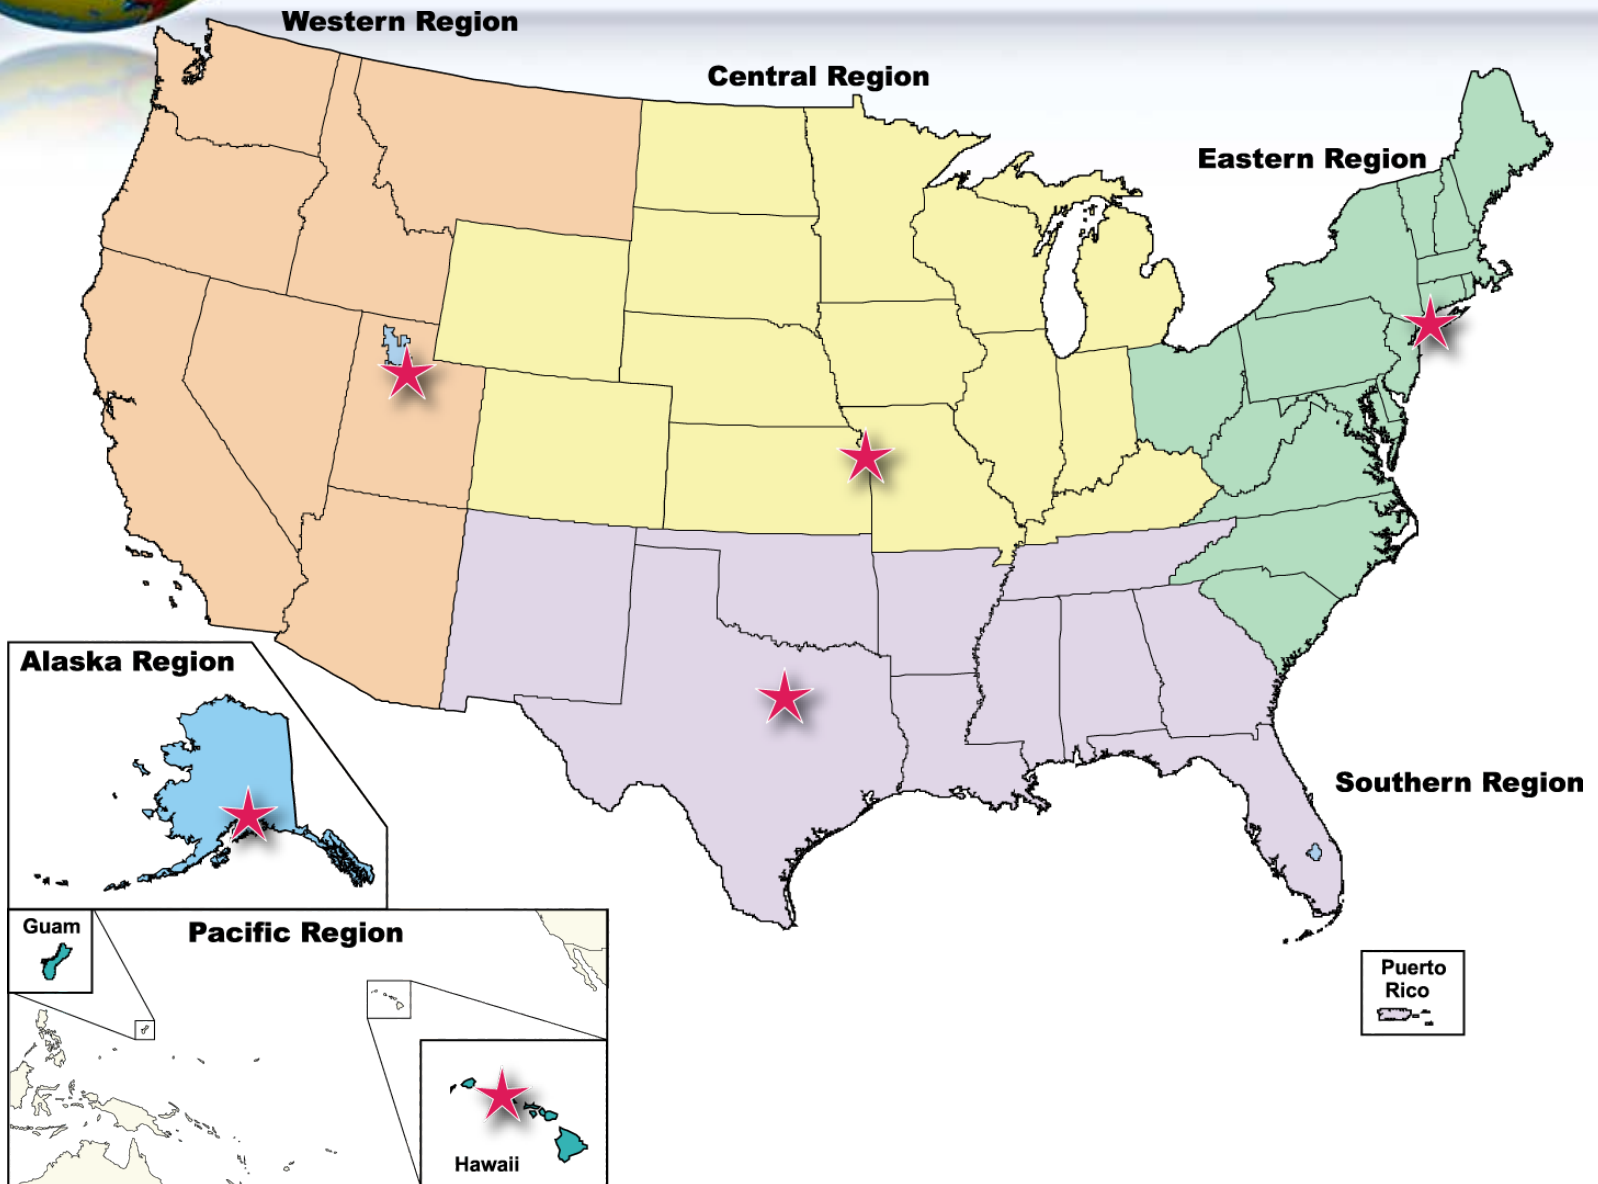 Western Region
Central Region
Eastern Region
Alaska Region
Southern Region
Guam
Pacific Region
Puerto
Rico
Hawaii